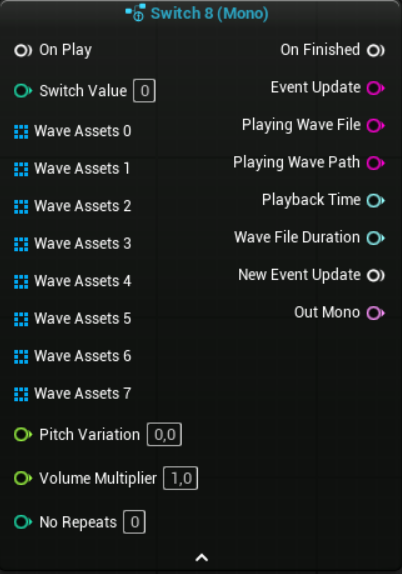 Switch 8 (Mono)
On Play
On Finished
Switch Value 0
Event Update
Wave Assets 0
Playing Wave File
Wave Assets 1
Playing Wave Path
Wave Assets 2
Playback Time
Wave Assets 3
Wave File Duration
Wave Assets 4
New Event Update
Wave Assets 5
Out Mono
Wave Assets 6
Wave Assets 7
Pitch Variation 0,0
Volume Multiplier 1,0
No Repeats 0